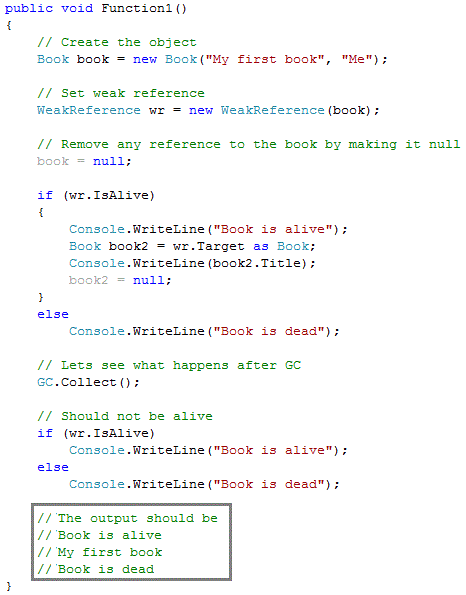 public void Function1()
{
    // Create the object
    Book book = new Book("My first book", "Me");

    // Set weak reference
    WeakReference wr = new WeakReference(book);

    // Remove any reference to the book by making it null
    book = null;

    if (wr.IsAlive)
    {
        Console.WriteLine("Book is alive");
        Book book2 = wr.Target as Book;
        Console.WriteLine(book2.Title);
        book2 = null;
    }
    else
        Console.WriteLine("Book is dead");

    // Lets see what happens after GC
    GC.Collect();

    // Should not be alive
    if (wr.IsAlive)
        Console.WriteLine("Book is alive");
    else
        Console.WriteLine("Book is dead");

    // The output should be
    // Book is alive
    // My first book
    // Book is dead
}